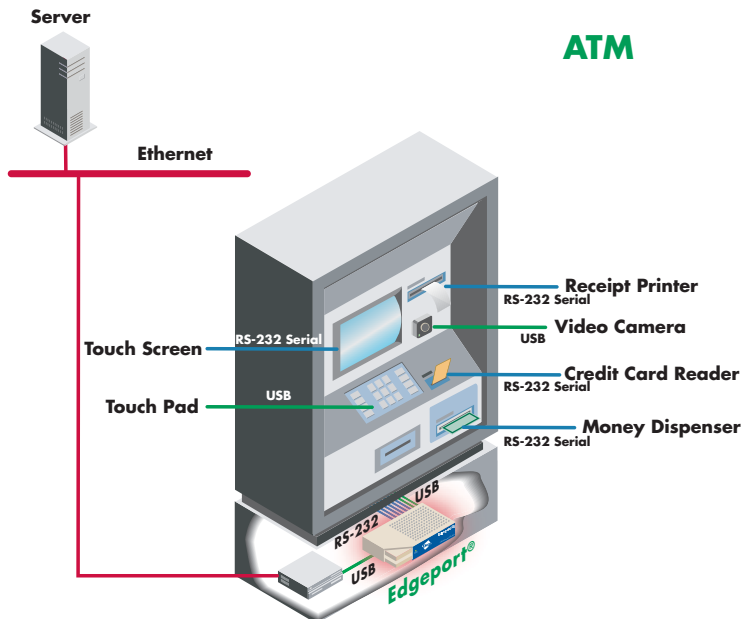 Server
ATM
Ethernet
Receipt Printer
RS-232 Serial
Video Camera
USB
RS-232 Serial
Touch Screen
Credit Card Reader
RS-232 Serial
USB
Touch Pad
Money Dispenser
RS-232 Serial
USB
RS-232
USB
Edgeport®